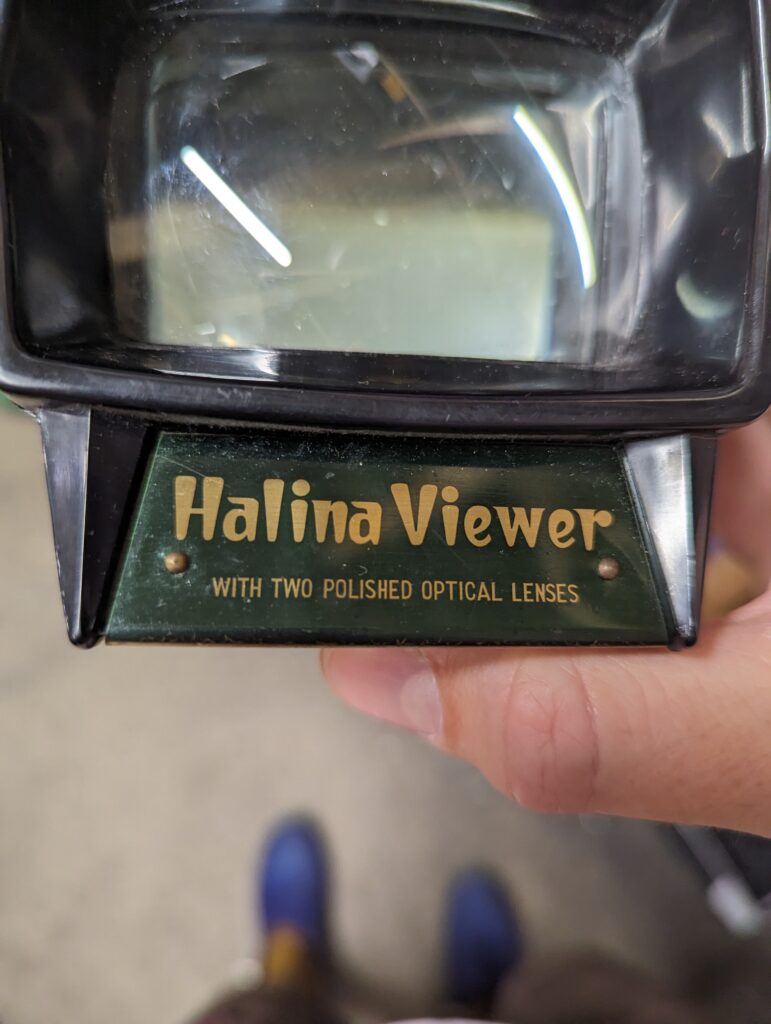 Halina Viewer
WITH TWO POLISHED OPTICAL LENSES